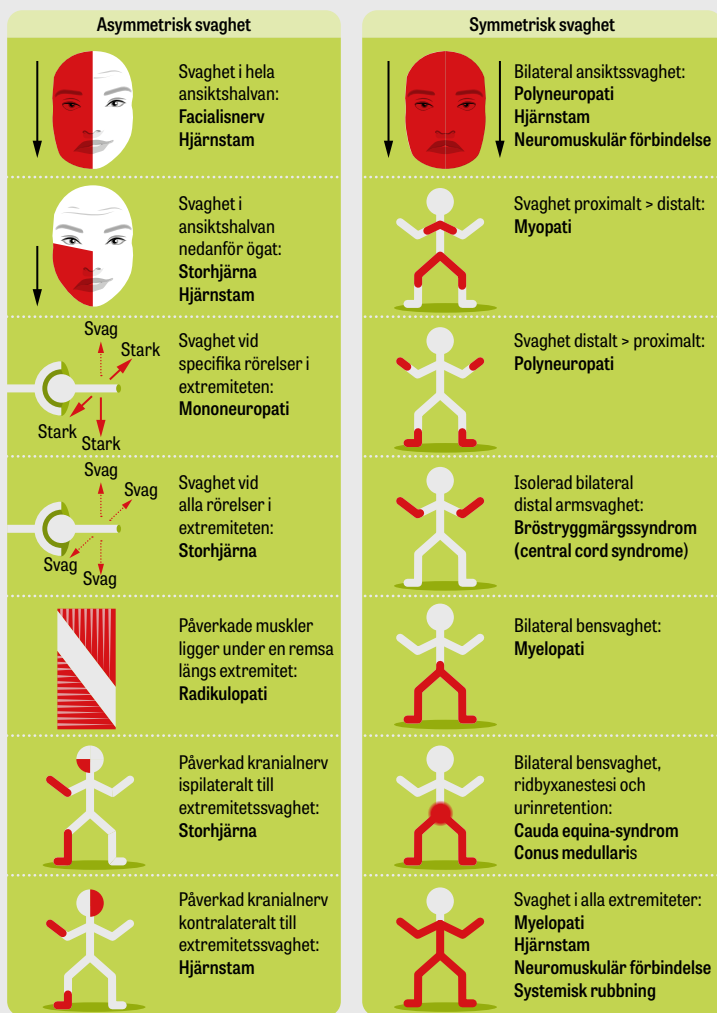 Asymmetrisk svaghet
Svaghet i hela
ansiktshalvan:
Facialisnerv
Hjärnstam
Svaghet i
ansiktshalvan
nedanför ögat:
Storhjärna
Hjärnstam
Svag
Stark
Stark
Stark
Svaghet vid
specifika rörelser i
extremiteten:
Mononeuropati
Svag
Svag
Svag
Svag
Svaghet vid
alla rörelser i
extremiteten:
Storhjärna
Påverkade muskler
ligger under en remsa
längs extremitet:
Radikulopati
Påverkad kranialnerv
ispilateralt till
extremitetssvaghet:
Storhjärna
Påverkad kranialnerv
kontralateralt till
extremitetssvaghet:
Hjärnstam
Symmetrisk svaghet
Bilateral ansiktssvaghet:
Polyneuropati
Hjärnstam
Neuromuskulär förbindelse
Svaghet proximalt > distalt:
Myopati
Svaghet distalt > proximalt:
Polyneuropati
Isolerad bilateral
distal armsvaghet:
Bröstryggmärgssyndrom
(central cord syndrome)
Bilateral bensvaghet:
Myelopati
Bilateral bensvaghet,
ridbyxanestesi och
urinretention:
Cauda equina-syndrom
Conus medullaris
Svaghet i alla extremiteter:
Myelopati
Hjärnstam
Neuromuskulär förbindelse
Systemisk rubbning